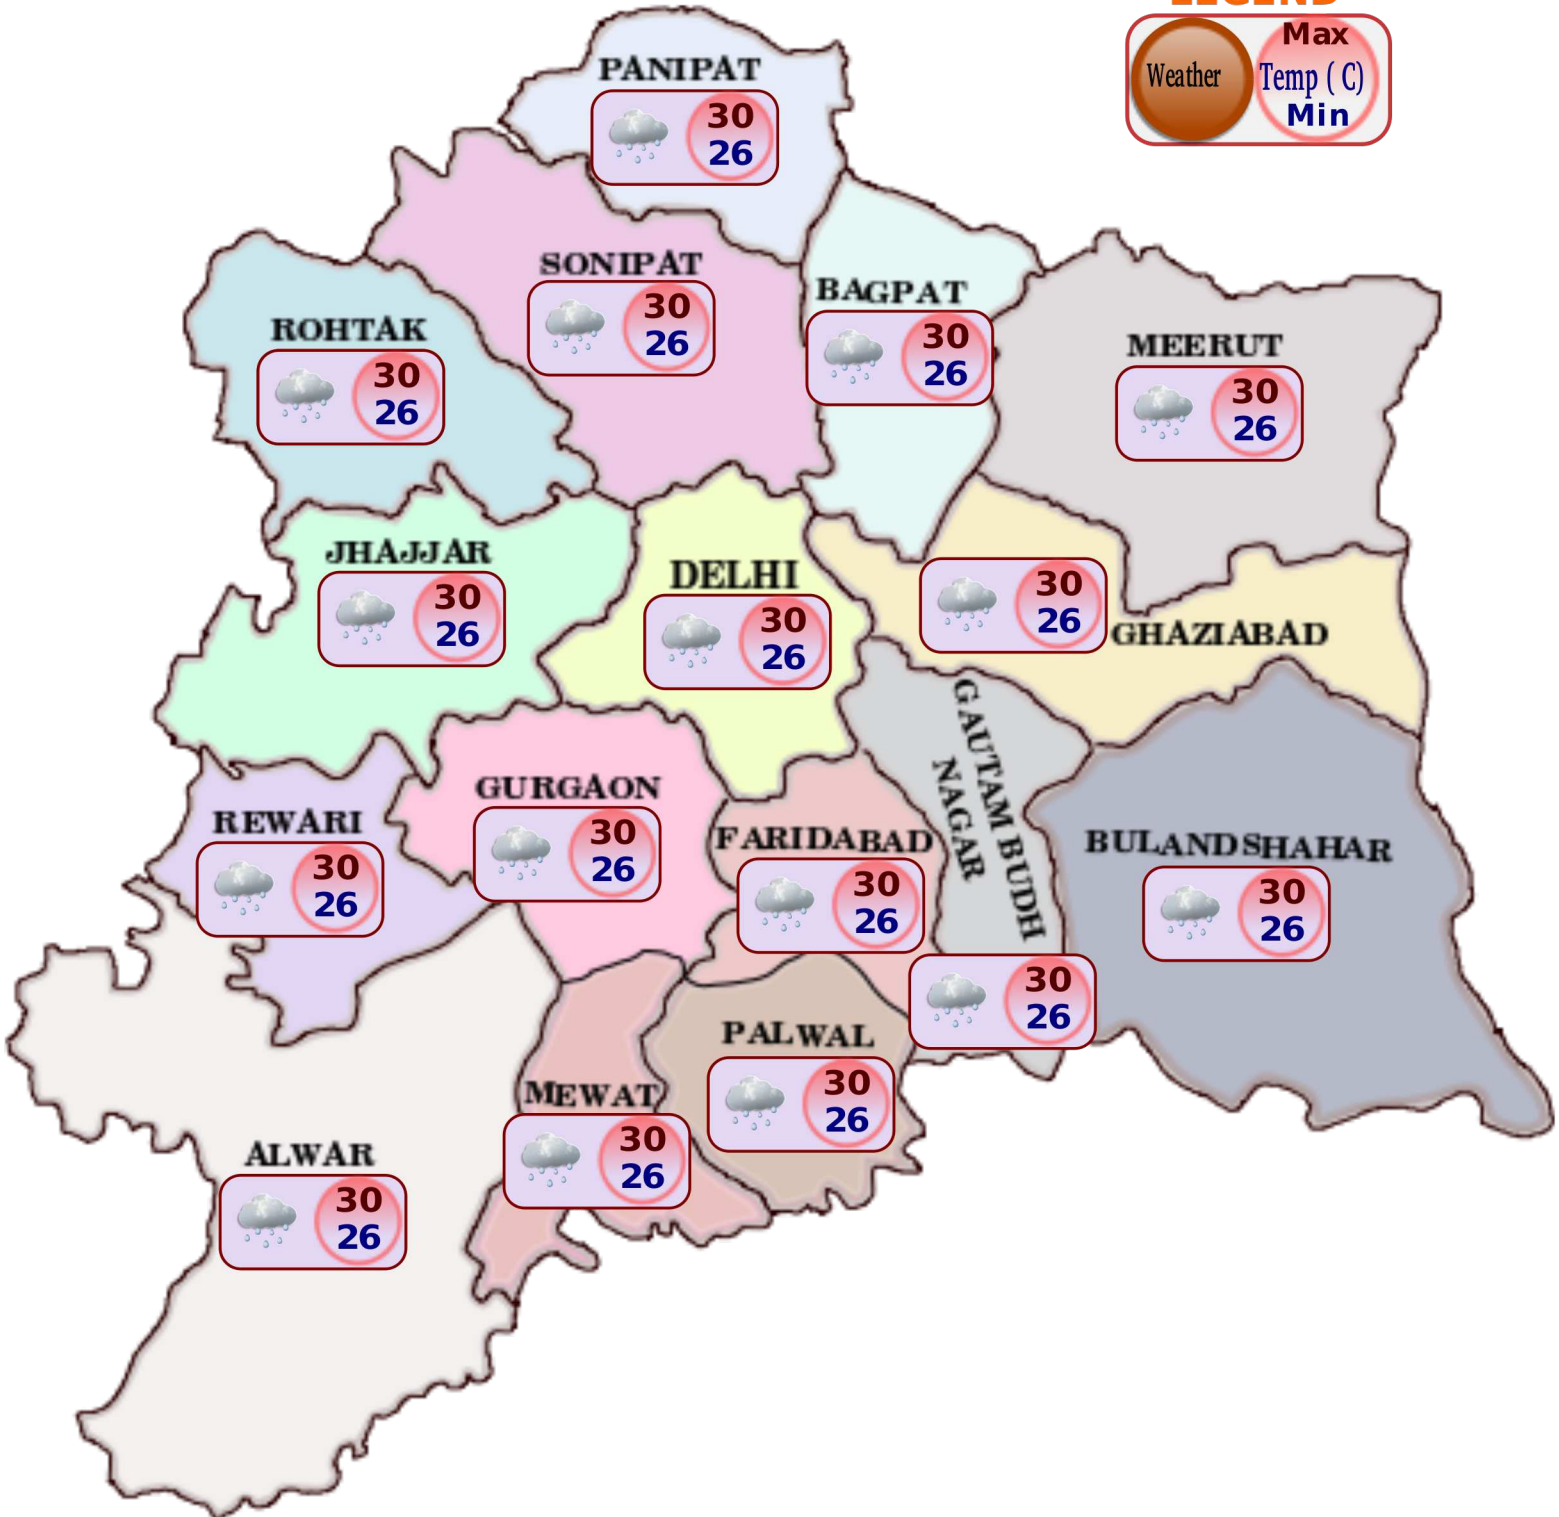 LEGEND
Max
Weather
Temp ( C)
Min
PANIPAT
30
26
SONIPAT
30
26
BAGPAT
30
26
ROHTAK
30
26
MEERUT
30
26
JHAJJAR
30
26
DELHI
30
26
30
26
GHAZIABAD
GAUTAM BUDH
NAGAR
30
26
GURGAON
30
26
REWARI
30
26
FARIDABAD
30
26
BULANDSHAHAR
30
26
PALWAL
30
26
MEWAT
30
26
ALWAR
30
26